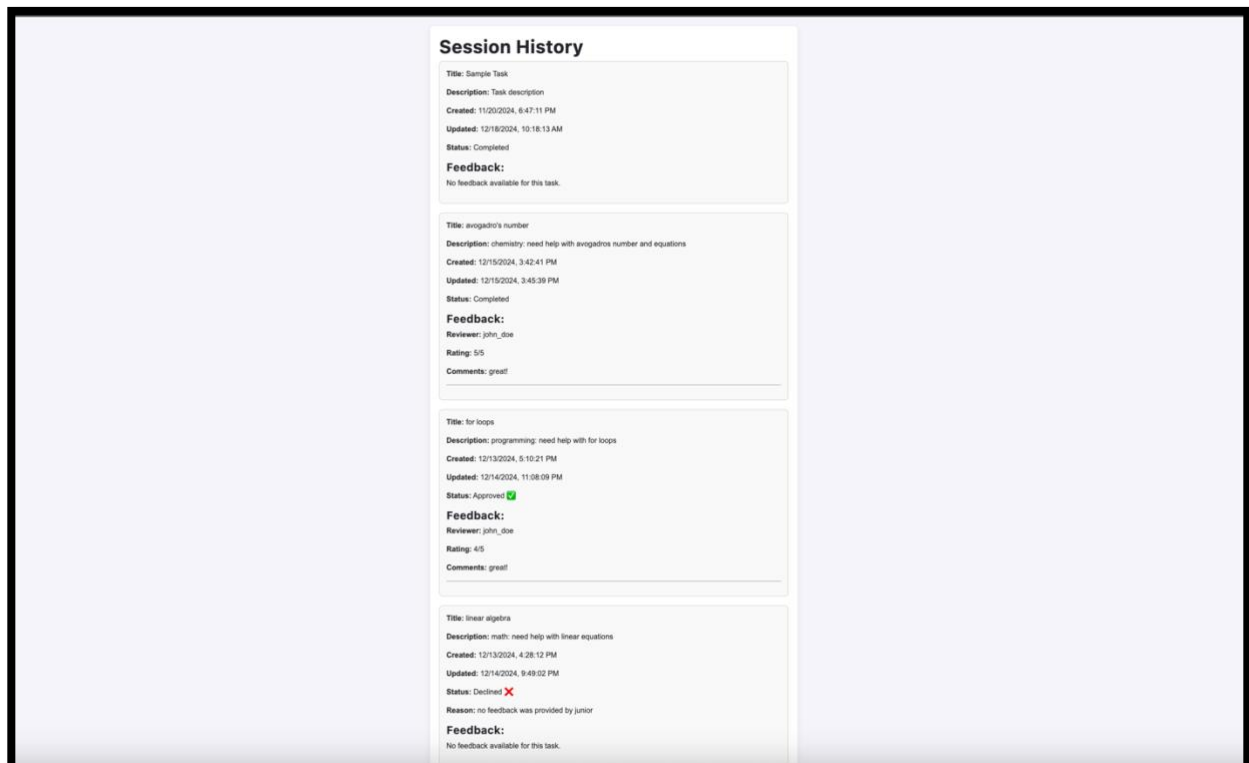 Session History
Title: Sample Task
Description: Task description
Created: 11/20/2024, 6:47:11 PM
Updated: 12/18/2024, 10:18:13 AM
Status: Completed
Feedback:
No feedback available for this task.
Title: avogadro's number
Description: chemistry: need help with avogadros number and equations
Created: 12/15/2024, 3:42:41 PM
Updated: 12/15/2024, 3:45:39 PM
Status: Completed
Feedback:
Reviewer: john_doe
Rating: 5/5
Comments: great!
Title: for loops
Description: programming: need help with for loops
Created: 12/13/2024, 5:10:21 PM
Updated: 12/14/2024, 11:08:09 PM
Status: Approved ✅
Feedback:
Reviewer: john_doe
Rating: 4/5
Comments: great!
Title: linear algebra
Description: math: need help with linear equations
Created: 12/13/2024, 4:28:12 PM
Updated: 12/14/2024, 9:49:02 PM
Status: Declined ❌
Reason: no feedback was provided by junior
Feedback:
No feedback available for this task.